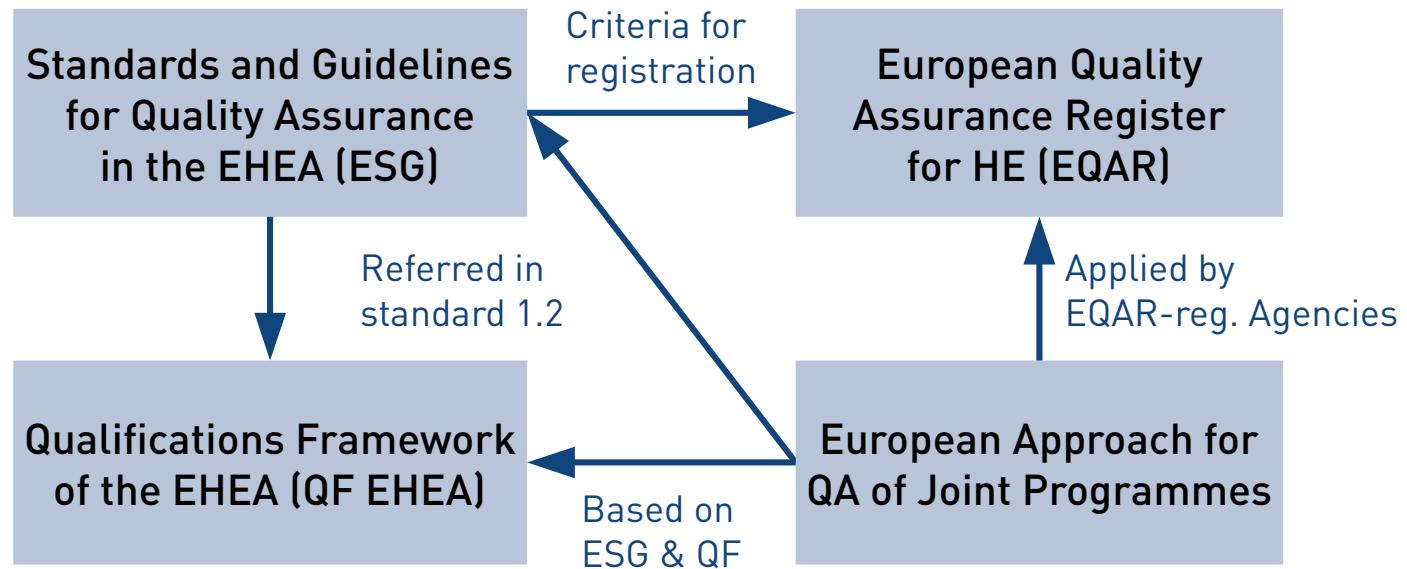 Standards and Guidelines
for Quality Assurance
in the EHEA (ESG)
Criteria for
registration
European Quality
Assurance Register
for HE (EQAR)
Referred in
standard 1.2
Applied by
EQAR-reg. Agencies
Qualifications Framework
of the EHEA (QF EHEA)
Based on
ESG & QF
European Approach for
QA of Joint Programmes